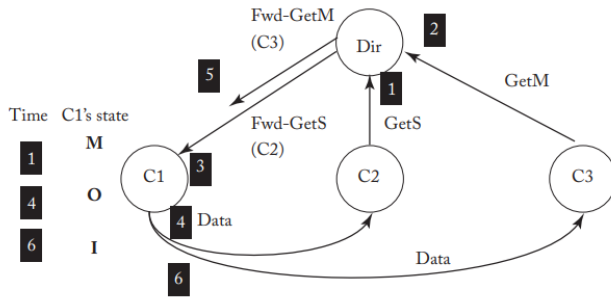 Fwd-GetM
(C3)
Dir
2
5
1
GetM
Time C1's state
Fwd-GetS
(C2)
GetS
M
1
C1
3
C2
C3
4
O
4
Data
6
I
Data
6